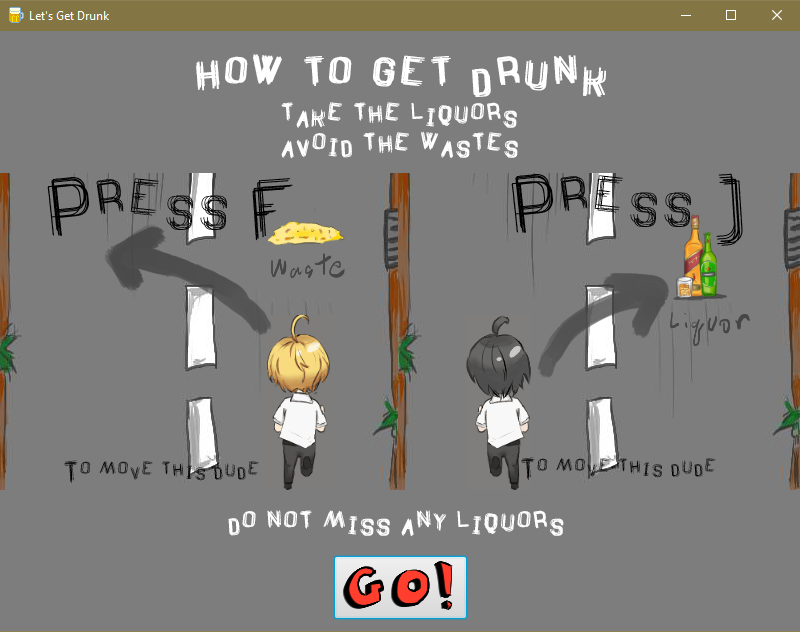 Let's Get Drunk
HOW TO GET DRUNK
TAKE THE LIQUORS
AVOID THE WASTES
PRESS F
Waste
TO MOVE THIS DUDE
PRESS J
Liquor
TO MOVE THIS DUDE
DO NOT MISS ANY LIQUORS
GO!